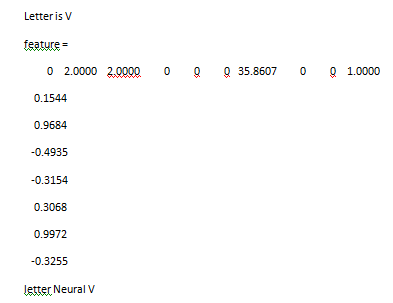 Letter is V
feature =
0 2.0000 2.0000 0 0 0 35.8607 0 0 1.0000
0.1544
0.9684
-0.4935
-0.3154
0.3068
0.9972
-0.3255
letter Neural V